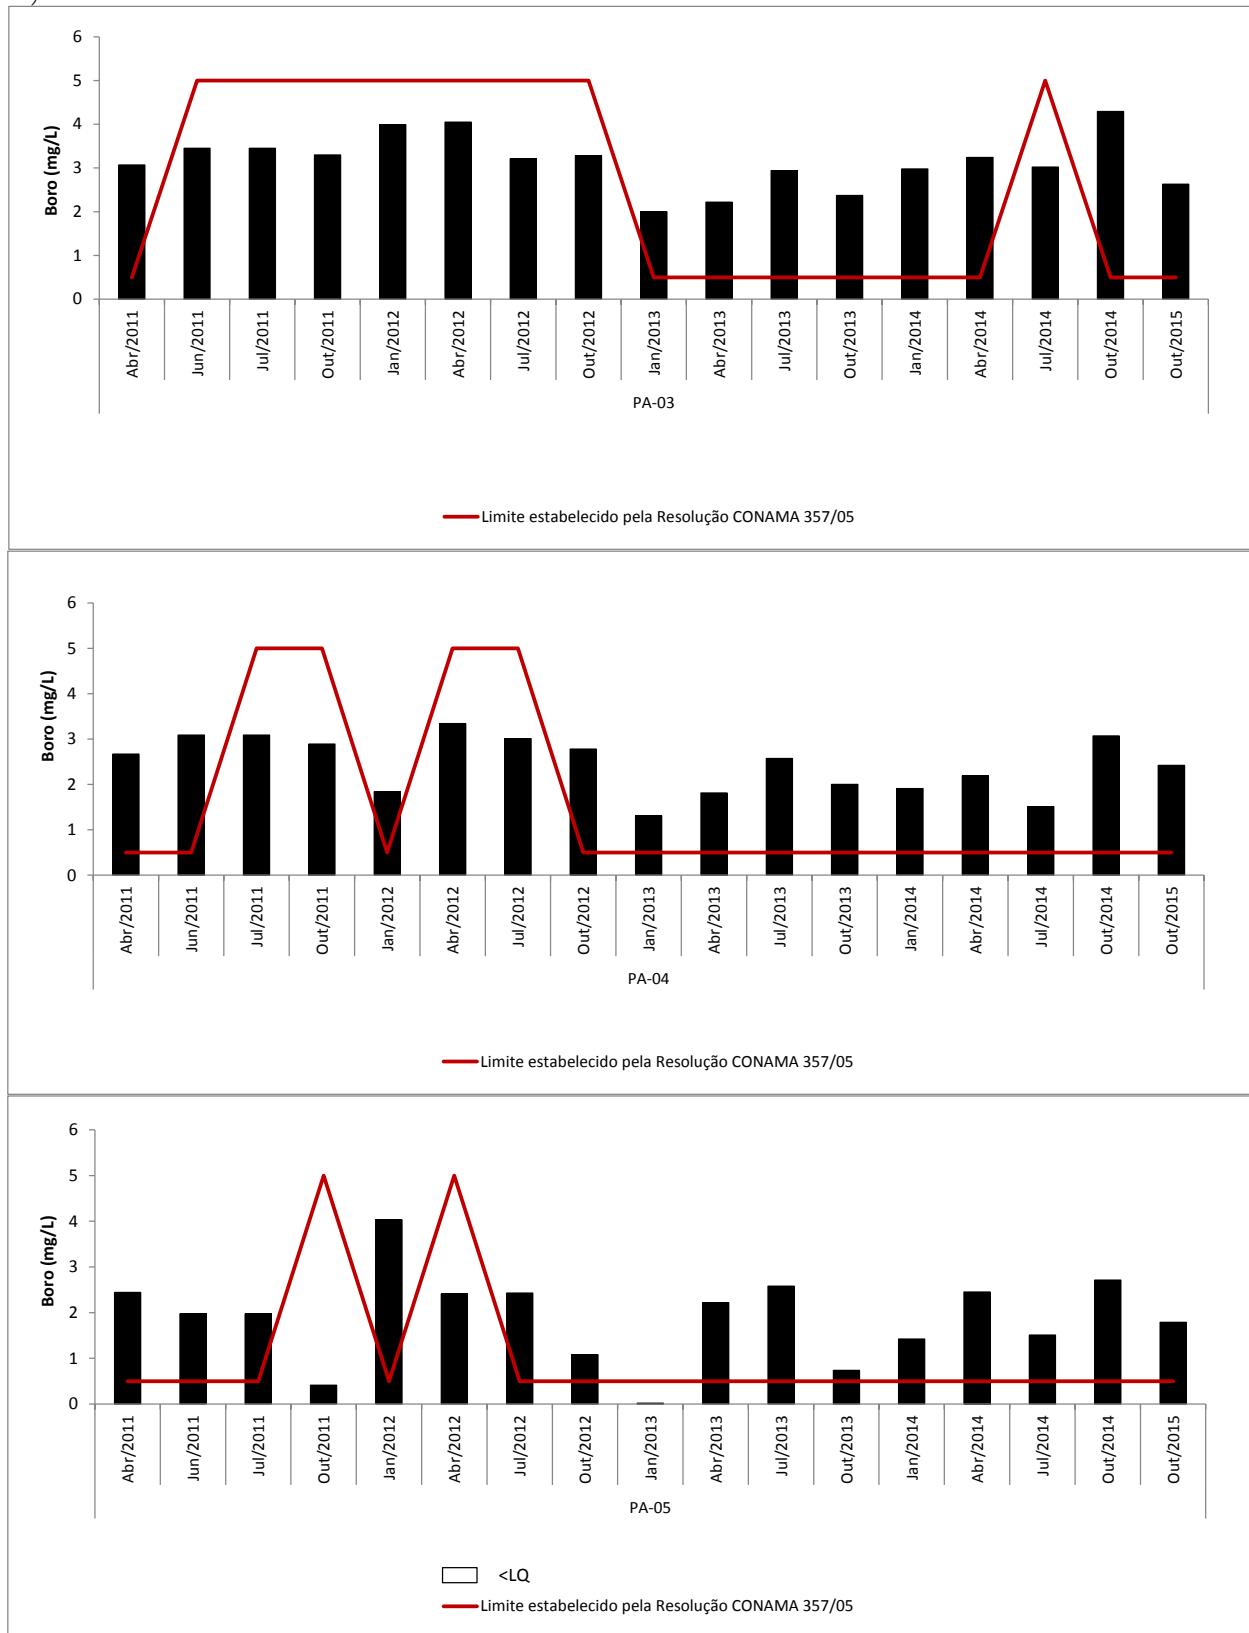 )
Boro (mg/L)
6
5
4
3
2
1
0
Abr/2011 Jun/2011 Jul/2011 Out/2011 Jan/2012 Abr/2012 Jul/2012 Out/2012 Jan/2013 Abr/2013 Jul/2013 Out/2013 Jan/2014 Abr/2014 Jul/2014 Out/2014 Out/2015
PA-03
Limite estabelecido pela Resolução CONAMA 357/05
Boro (mg/L)
6
5
4
3
2
1
0
Abr/2011 Jun/2011 Jul/2011 Out/2011 Jan/2012 Abr/2012 Jul/2012 Out/2012 Jan/2013 Abr/2013 Jul/2013 Out/2013 Jan/2014 Abr/2014 Jul/2014 Out/2014 Out/2015
PA-04
Limite estabelecido pela Resolução CONAMA 357/05
Boro (mg/L)
6
5
4
3
2
1
0
Abr/2011 Jun/2011 Jul/2011 Out/2011 Jan/2012 Abr/2012 Jul/2012 Out/2012 Jan/2013 Abr/2013 Jul/2013 Out/2013 Jan/2014 Abr/2014 Jul/2014 Out/2014 Out/2015
PA-05
<LQ
Limite estabelecido pela Resolução CONAMA 357/05